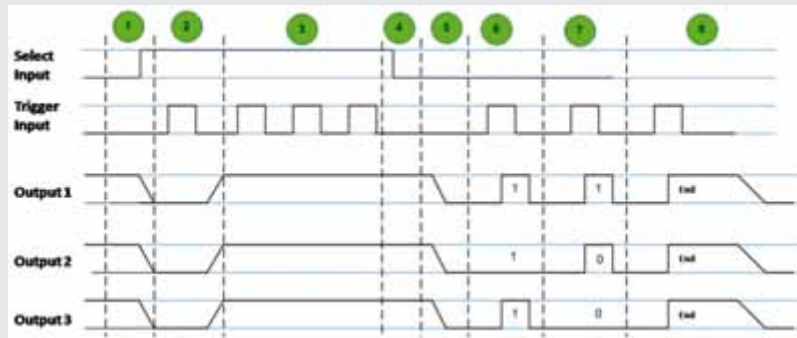 1 2 3 4 5 6 7 8
Select
Input
Trigger
Input
Output 1
1 1 End
Output 2
1 0 End
Output 3
1 0 End